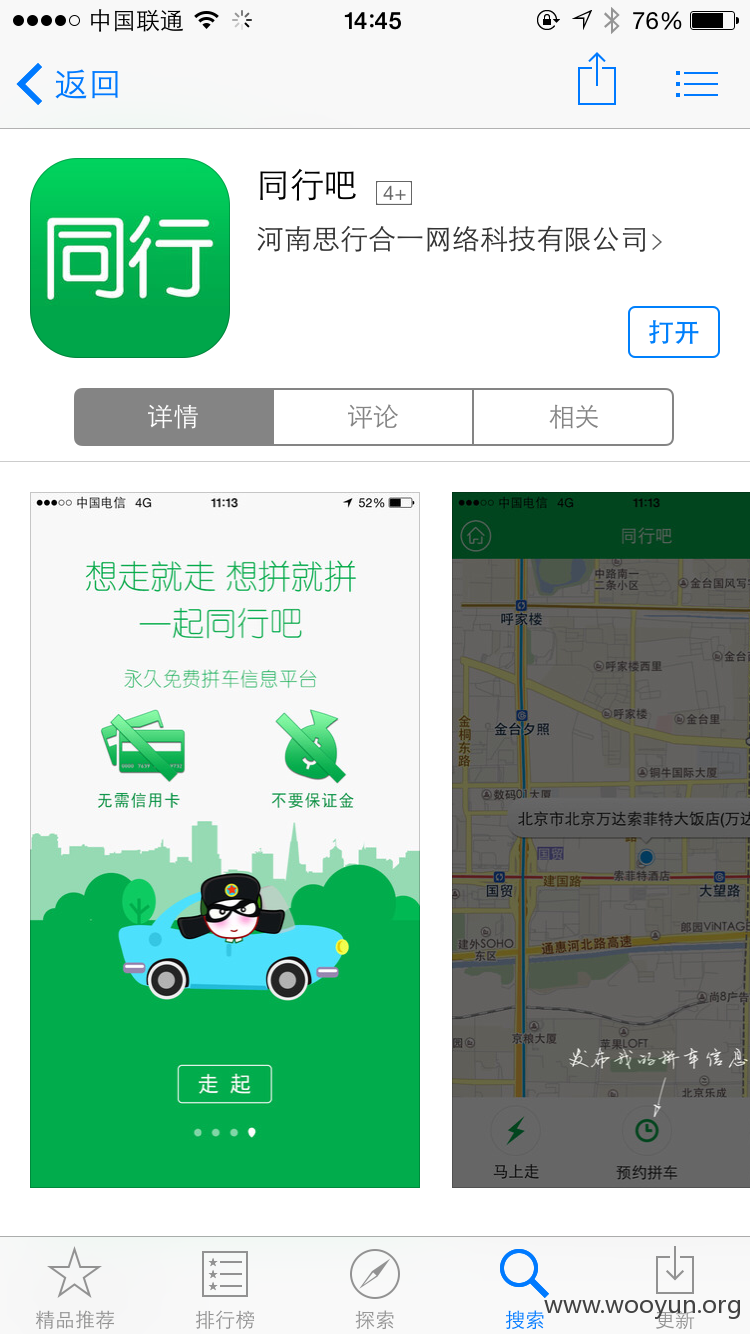 中国联通 14:45 76%
返回
同行
同行吧 4+
河南思行合一网络科技有限公司
打开
详情 评论 相关
中国电信 4G 11:13 52%
想走就走 想拼就拼
一起同行吧
永久免费拼车信息平台
无需信用卡 不要保证金
走起
中国电信 4G 11:13
同行吧
中路南一
二条小区
金台国风写
呼家楼
呼家楼西里
金台
呼家楼
金台里
金台夕照
金桐东路
铜牛国际大厦
数码01大厦
北京市北京万达索菲特大饭店(万达
国贸
索菲特酒店
国贸 建国路 大望路
郎园VINTAGE
建外SOHO
东区
通惠河北路高速
尚8广告
京粮大厦
苹果LOFT
发布我的拼车信息
北京乐成
马上走 预约拼车
精品推荐 排行榜 探索 搜索 更新
www.wooyun.org